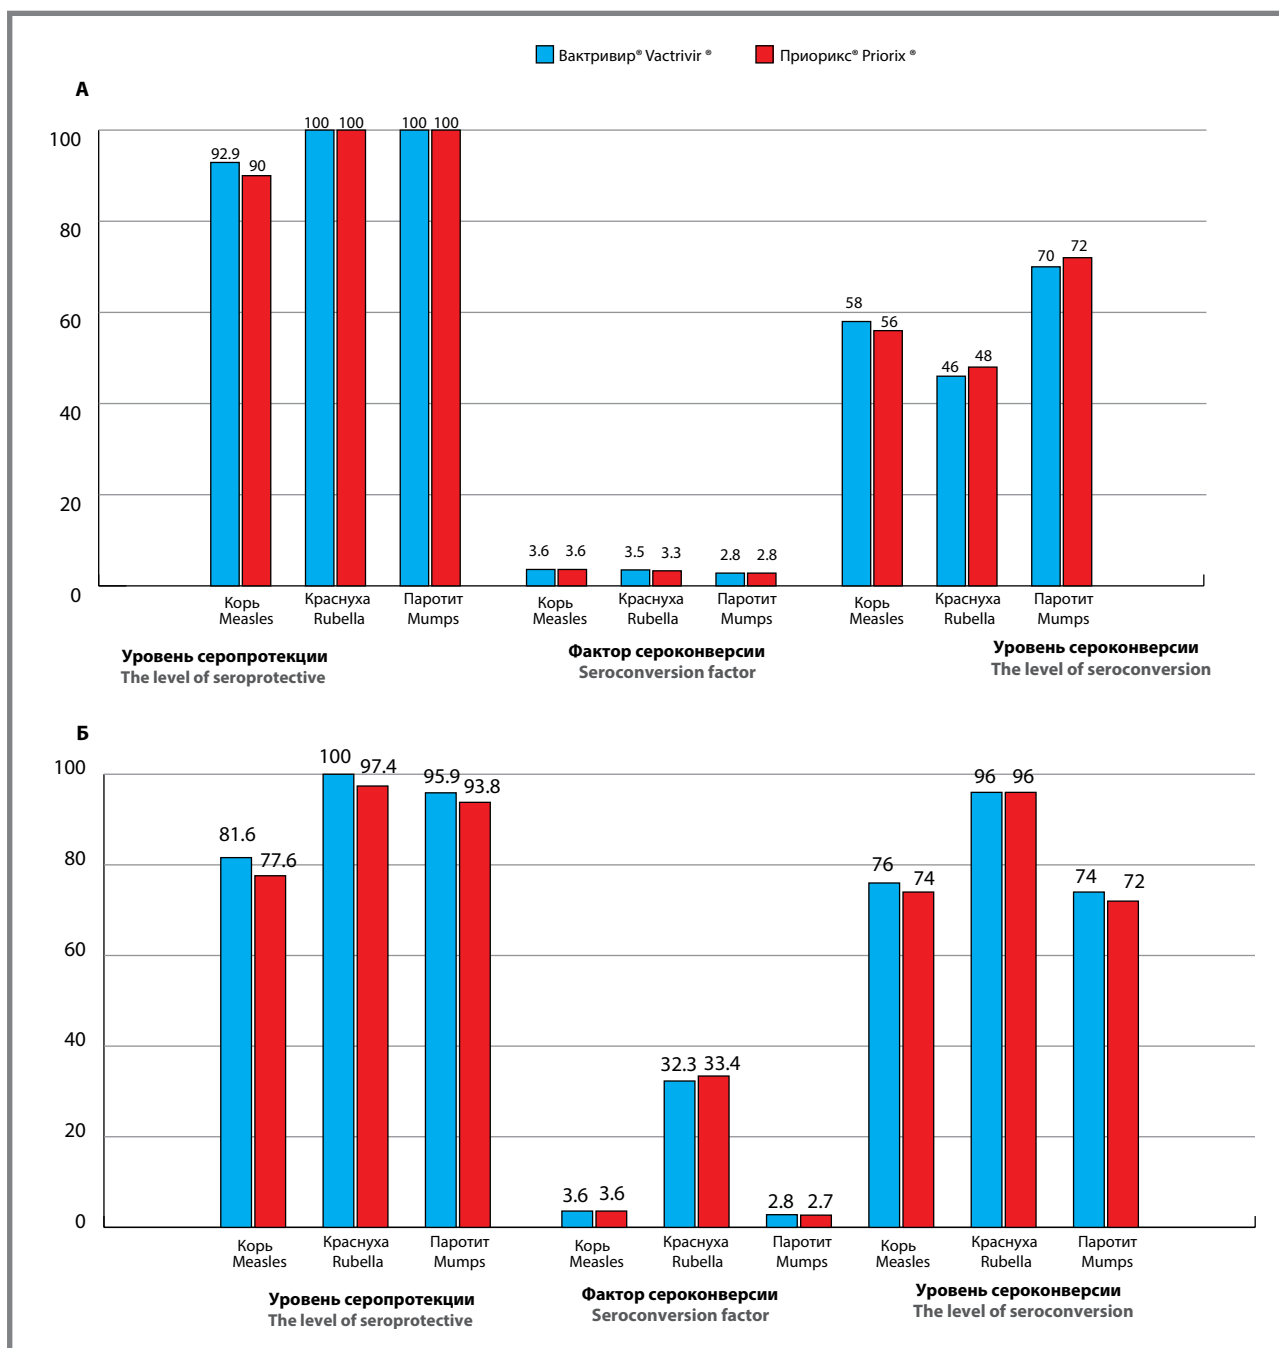 Вактривир® Vactrivir ® Приорикс® Priorix ®
А
100
80
60
40
20
0
92.9 90 100 100 100 100
3.6 3.6 3.5 3.3 2.8 2.8
58 56 46 48 70 72
Корь Краснуха Паротит Корь Краснуха Паротит Корь Краснуха Паротит
Measles Rubella Mumps Measles Rubella Mumps Measles Rubella Mumps
Уровень серопротекции Фактор сероконверсии Уровень сероконверсии
The level of seroprotective Seroconversion factor The level of seroconversion
Б
100
80
60
40
20
0
81.6 77.6 100 97.4 95.9 93.8
3.6 3.6 32.3 33.4 2.8 2.7
76 74 96 96 74 72
Корь Краснуха Паротит Корь Краснуха Паротит Корь Краснуха Паротит
Measles Rubella Mumps Measles Rubella Mumps Measles Rubella Mumps
Уровень серопротекции Фактор сероконверсии Уровень сероконверсии
The level of seroprotective Seroconversion factor The level of seroconversion